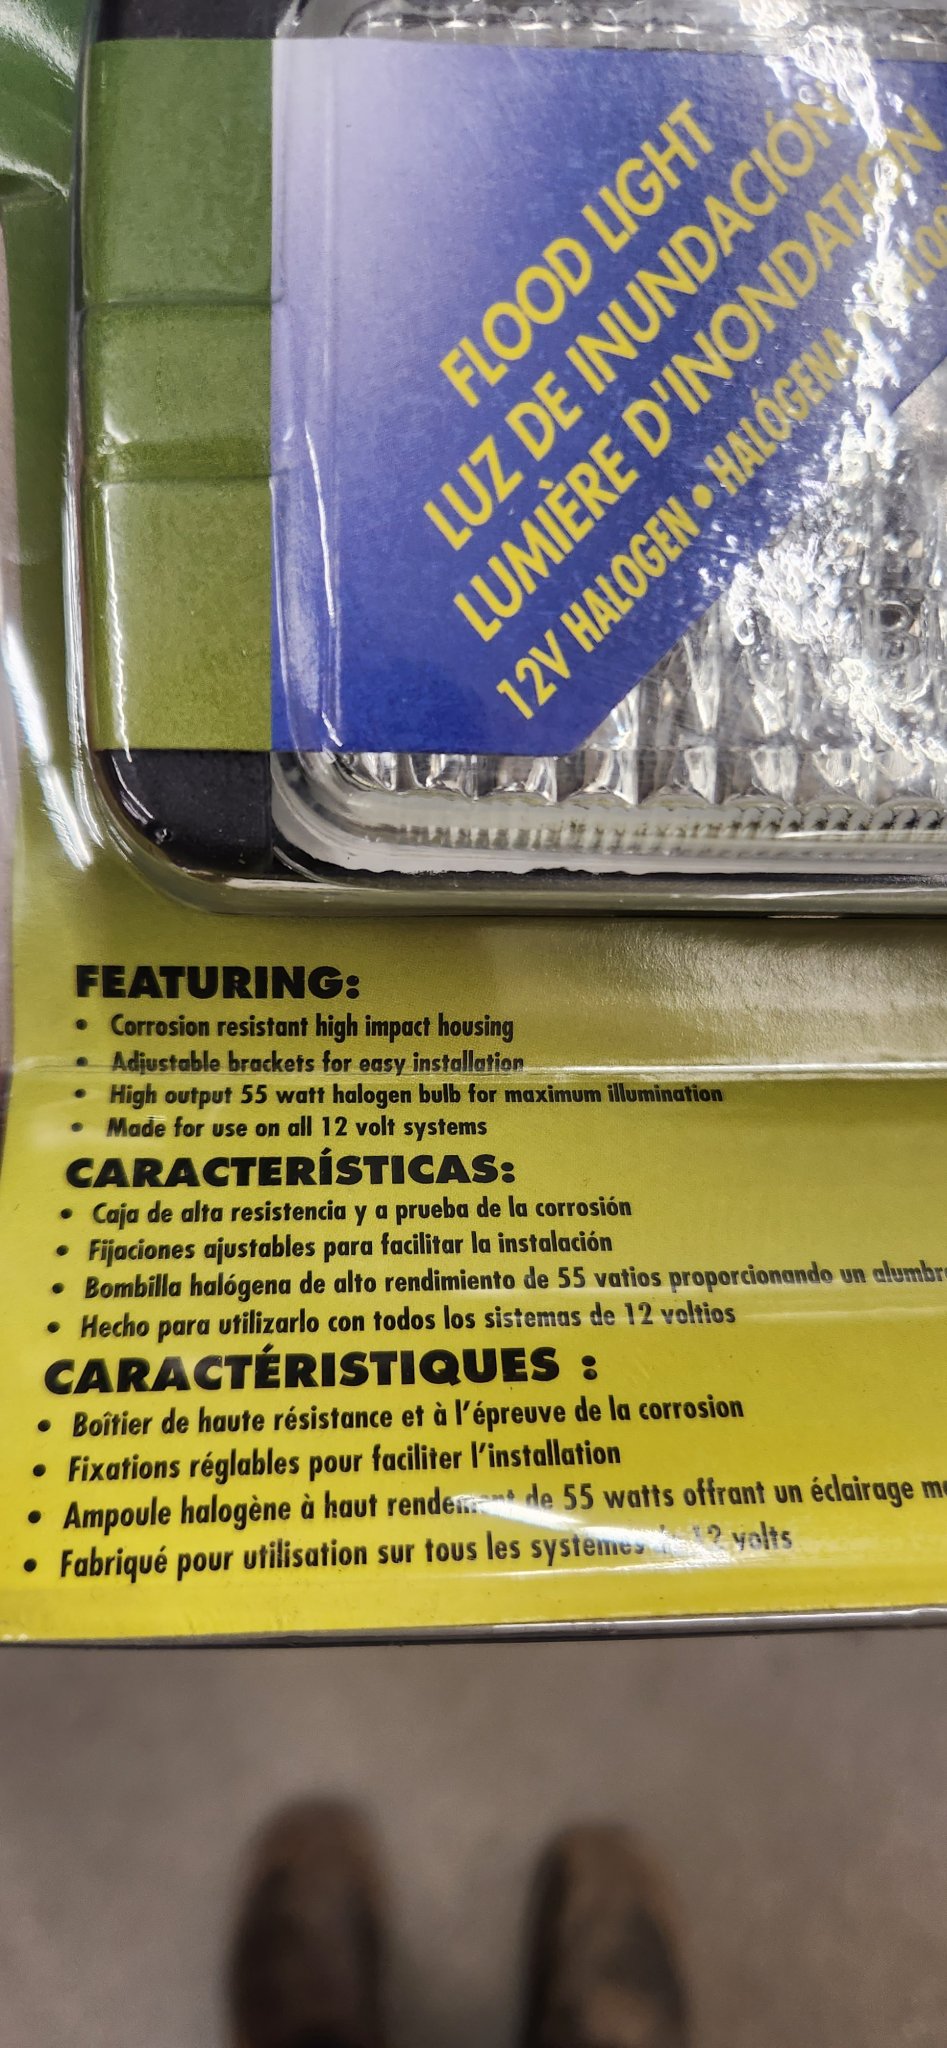 FLOOD LIGHT
LUZ DE INUNDACIÓN
LUMIÈRE D'INONDATION
12V HALOGEN • HALÓGENA
FEATURING:
• Corrosion resistant high impact housing
• Adjustable brackets for easy installation
• High output 55 watt halogen bulb for maximum illumination
• Made for use on all 12 volt systems
CARACTERÍSTICAS:
• Caja de alta resistencia y a prueba de la corrosión
• Fijaciones ajustables para facilitar la instalación
• Bombilla halógena de alto rendimiento de 55 vatios proporcionando un
• Hecho para utilizarlo con todos los sistemas de 12 voltios
CARACTÉRISTIQUES :
• Boîtier de haute résistance et à l'épreuve de la corrosion
• Fixations réglables pour faciliter l'installation
• Ampoule halogène à haut rendement de 55 watts offrant un éclairage
• Fabriqué pour utilisation sur tous les systèmes de 12 volts